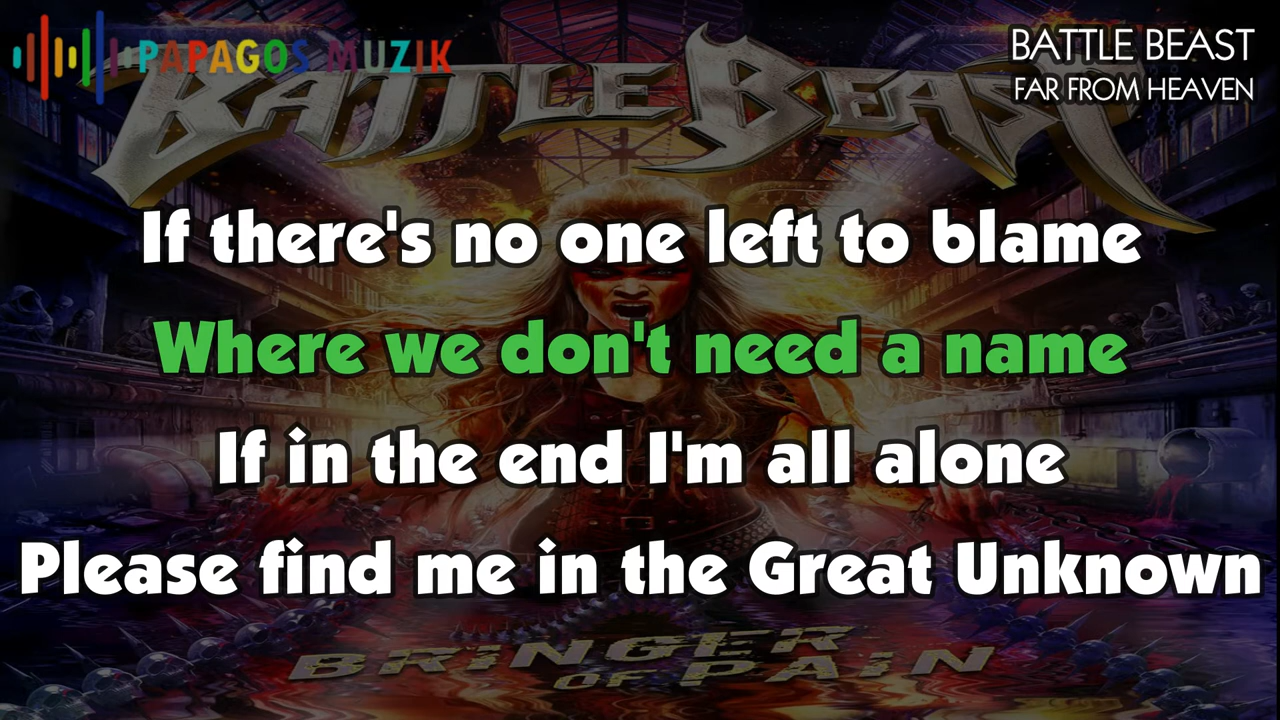 PAPAGOS MUZIK
BATTLE BEAST
BATTLE BEAST
FAR FROM HEAVEN
If there's no one left to blame
Where we don't need a name
If in the end I'm all alone
Please find me in the Great Unknown
BRINGER
OF PAIN